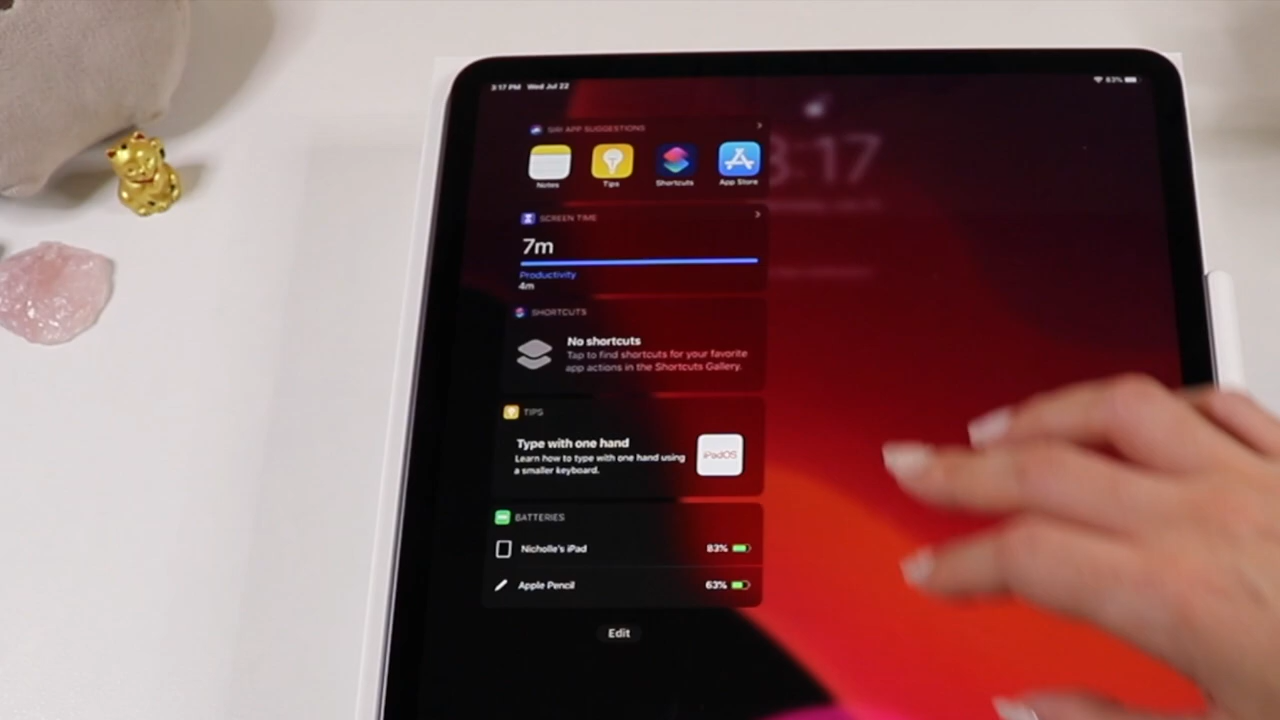 3:17 PM Wed Jul 22
83%
SIRI APP SUGGESTIONS
Notes Tips Shortcuts App Store
8:17
SCREEN TIME
7m
Productivity
4m
SHORTCUTS
No shortcuts
Tap to find shortcuts for your favorite
app actions in the Shortcuts Gallery.
TIPS
Type with one hand
Learn how to type with one hand using
a smaller keyboard.
iPadOS
BATTERIES
Nicholle's iPad 83%
Apple Pencil 63%
Edit